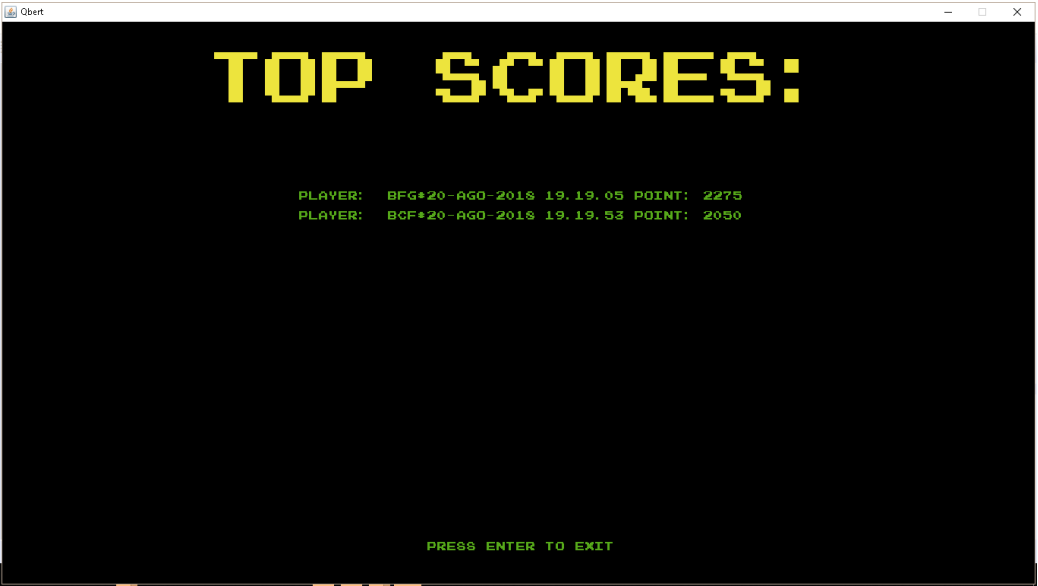 Qbert
TOP SCORES:
PLAYER: BFG*20-AGO-2018 19.19.05 POINT: 2275
PLAYER: BCF*20-AGO-2018 19.19.53 POINT: 2050
PRESS ENTER TO EXIT